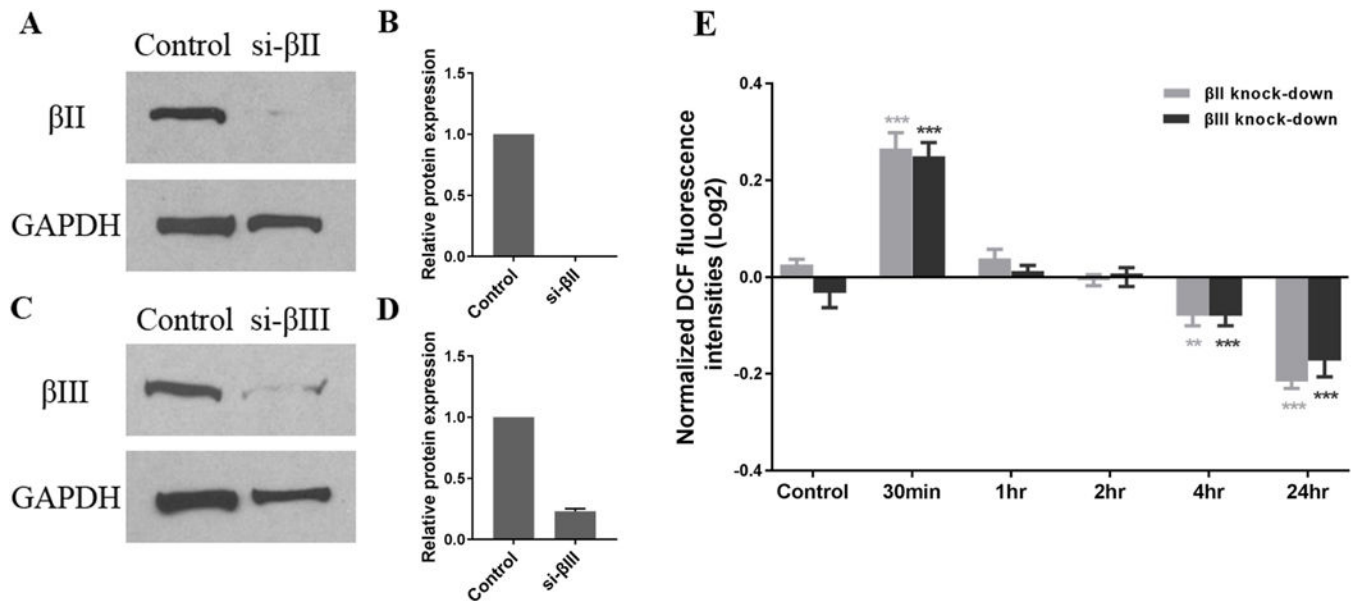 A
Control si-βII
βII
GAPDH
B
Relative protein expression
1.5
1.0
0.5
0.0
Control
si-βII
C
Control si-βIII
βIII
GAPDH
D
Relative protein expression
1.5
1.0
0.5
0.0
Control
si-βIII
E
Normalized DCF fluorescence
intensities (Log2)
0.4
0.2
0.0
-0.2
-0.4
βII knock-down
βIII knock-down
*** ***
** ***
*** ***
Control 30min 1hr 2hr 4hr 24hr